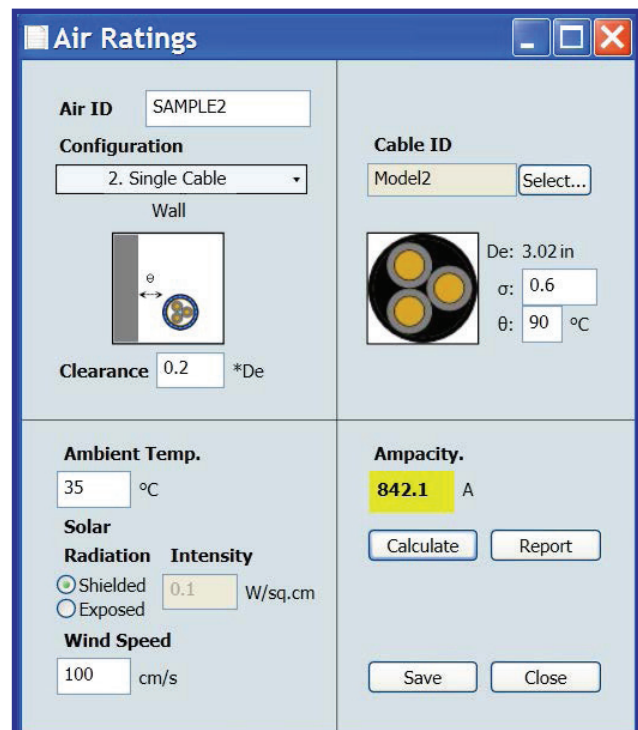 Air Ratings
Air ID SAMPLE2
Configuration
2. Single Cable
Wall
e
Clearance 0.2 *De
Cable ID
Model2 Select...
De: 3.02 in
σ: 0.6
θ: 90 ºC
Ambient Temp.
35 ºC
Solar
Radiation Intensity
Shielded 0.1 W/sq.cm
Exposed
Wind Speed
100 cm/s
Ampacity.
842.1 A
Calculate Report
Save Close